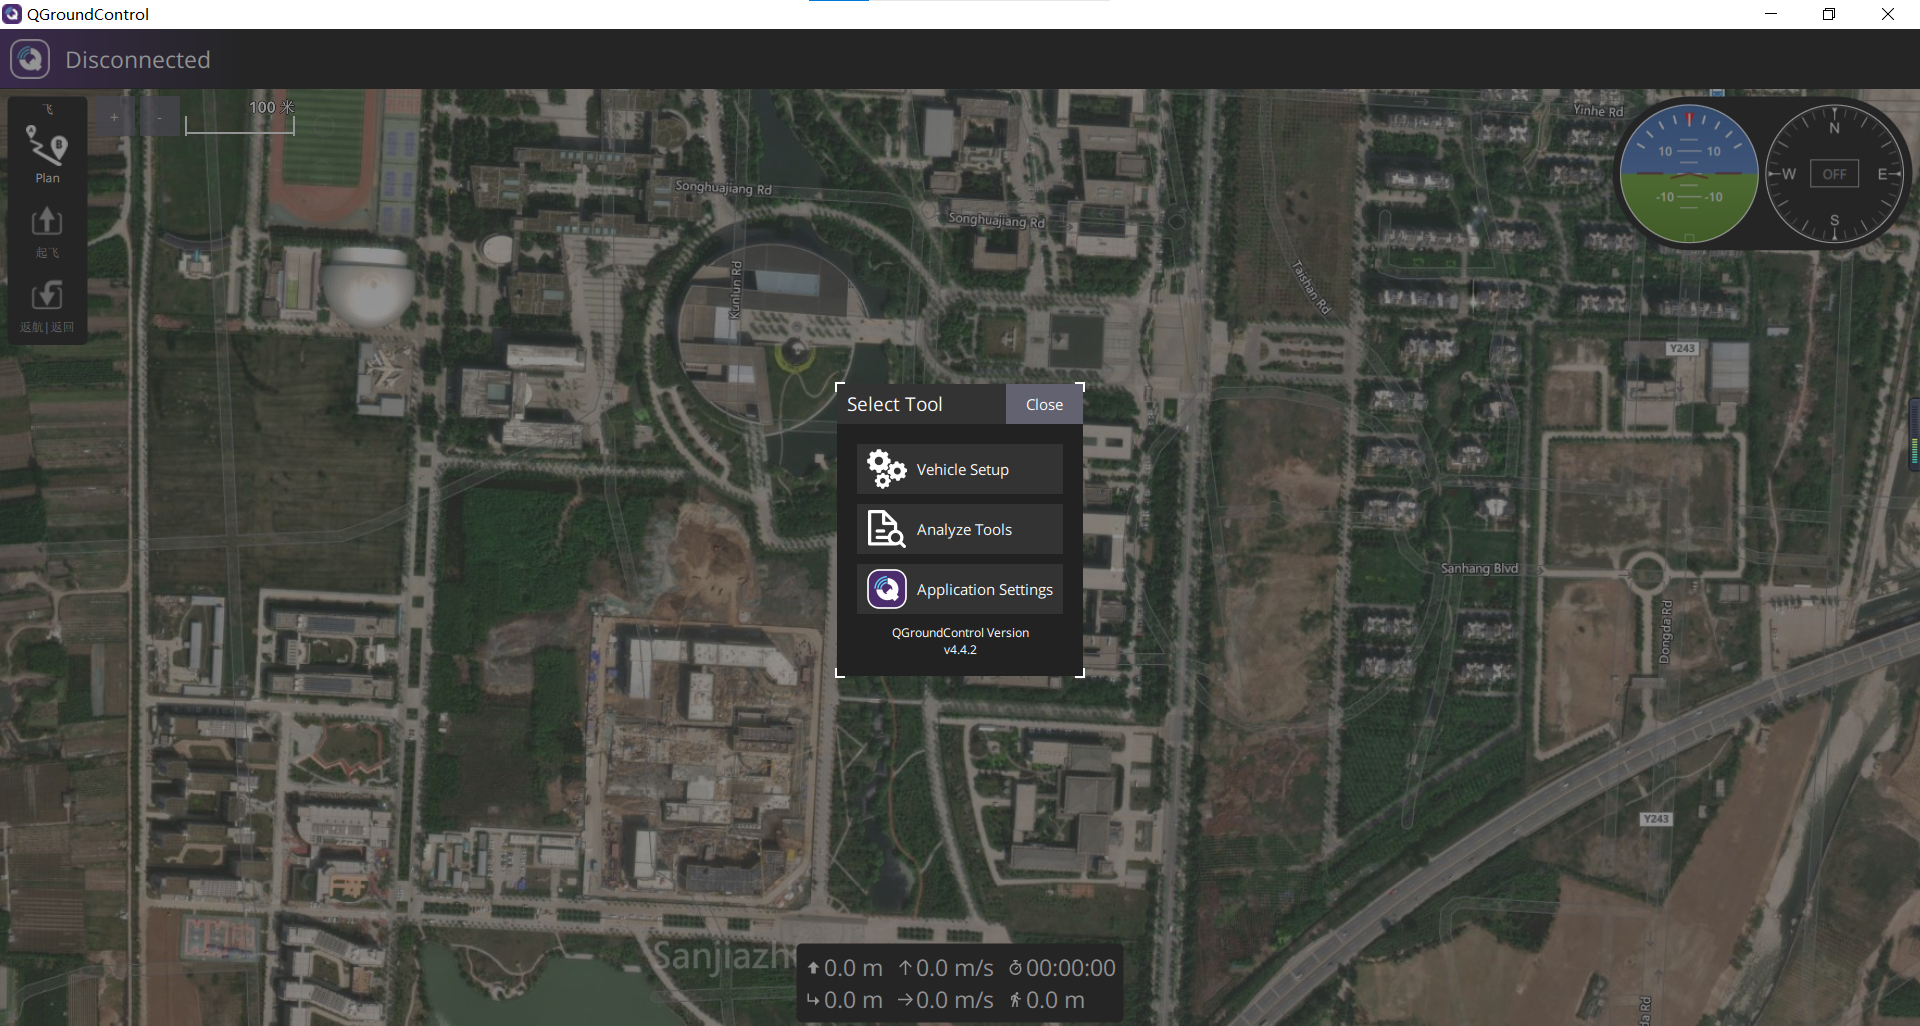 QGroundControl
Disconnected
飞
+
-
100 米
Plan
起飞
返航|返回
Yinhe Rd
10 10
-10 -10
N
W
OFF
E
S
Songhuajiang Rd
Songhuajiang Rd
Kunlun Rd
Taishan Rd
Y243
Select Tool
Close
Vehicle Setup
Analyze Tools
Application Settings
QGroundControl Version
v4.4.2
Sanhang Blvd
Dongda Rd
Y243
Sanjiazh
0.0 m 0.0 m/s 00:00:00
0.0 m 0.0 m/s 0.0 m
da Rd